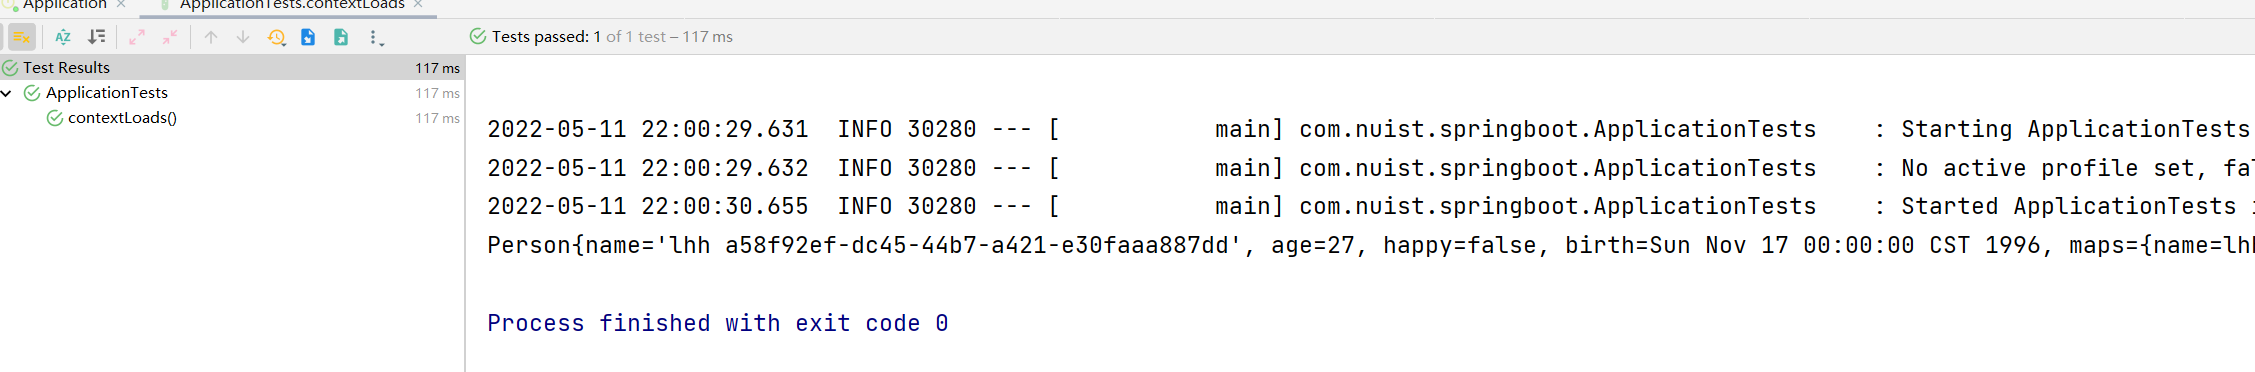 Application × ApplicationTests.contextLoads ×
Tests passed: 1 of 1 test – 117 ms
Test Results 117 ms
ApplicationTests 117 ms
contextLoads() 117 ms
2022-05-11 22:00:29.631  INFO 30280 --- [           main] com.nuist.springboot.ApplicationTests    : Starting ApplicationTests
2022-05-11 22:00:29.632  INFO 30280 --- [           main] com.nuist.springboot.ApplicationTests    : No active profile set,
2022-05-11 22:00:30.655  INFO 30280 --- [           main] com.nuist.springboot.ApplicationTests    : Started ApplicationTests
Person{name='lhh a58f92ef-dc45-44b7-a421-e30faaa887dd', age=27, happy=false, birth=Sun Nov 17 00:00:00 CST 1996, maps={name=lhh
Process finished with exit code 0